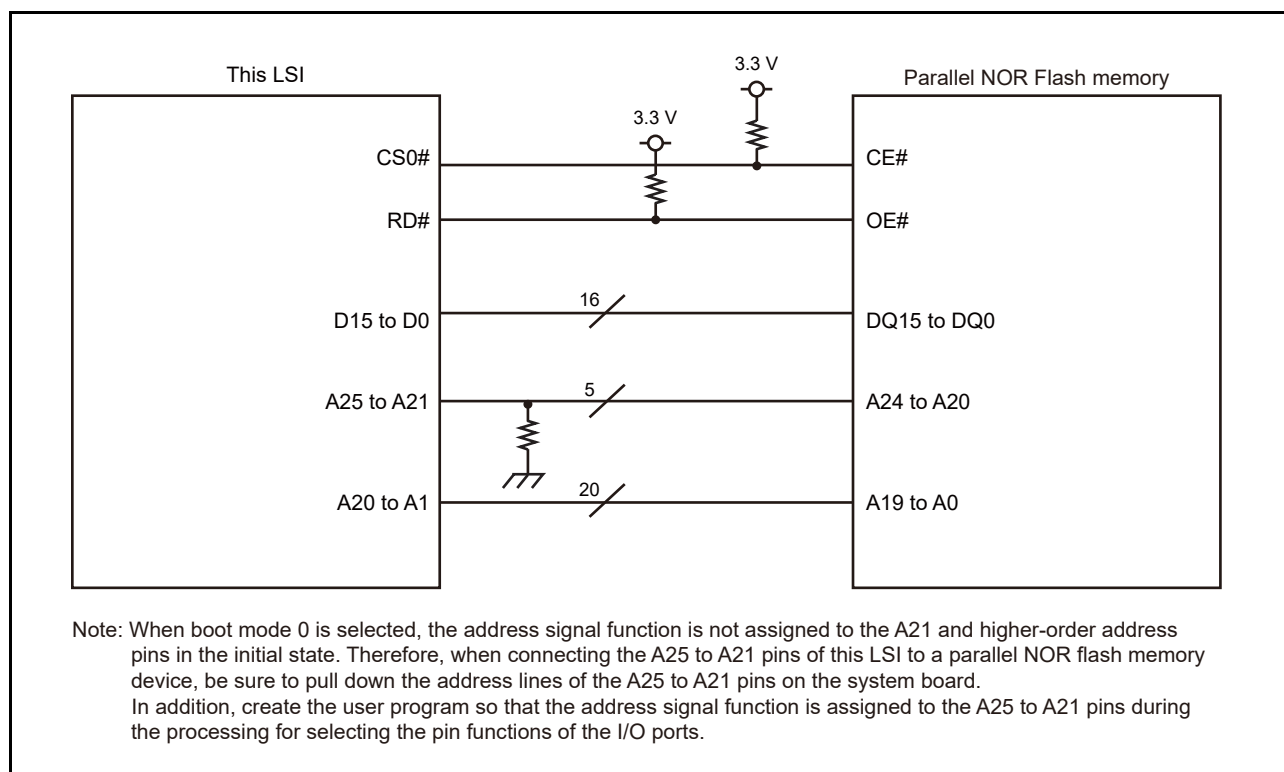 This LSI
3.3 V
Parallel NOR Flash memory
3.3 V
CS0#
CE#
RD#
OE#
D15 to D0
16
DQ15 to DQ0
A25 to A21
5
A24 to A20
A20 to A1
20
A19 to A0
Note: When boot mode 0 is selected, the address signal function is not assigned to the A21 and higher-order address
pins in the initial state. Therefore, when connecting the A25 to A21 pins of this LSI to a parallel NOR flash memory
device, be sure to pull down the address lines of the A25 to A21 pins on the system board.
In addition, create the user program so that the address signal function is assigned to the A25 to A21 pins during
the processing for selecting the pin functions of the I/O ports.